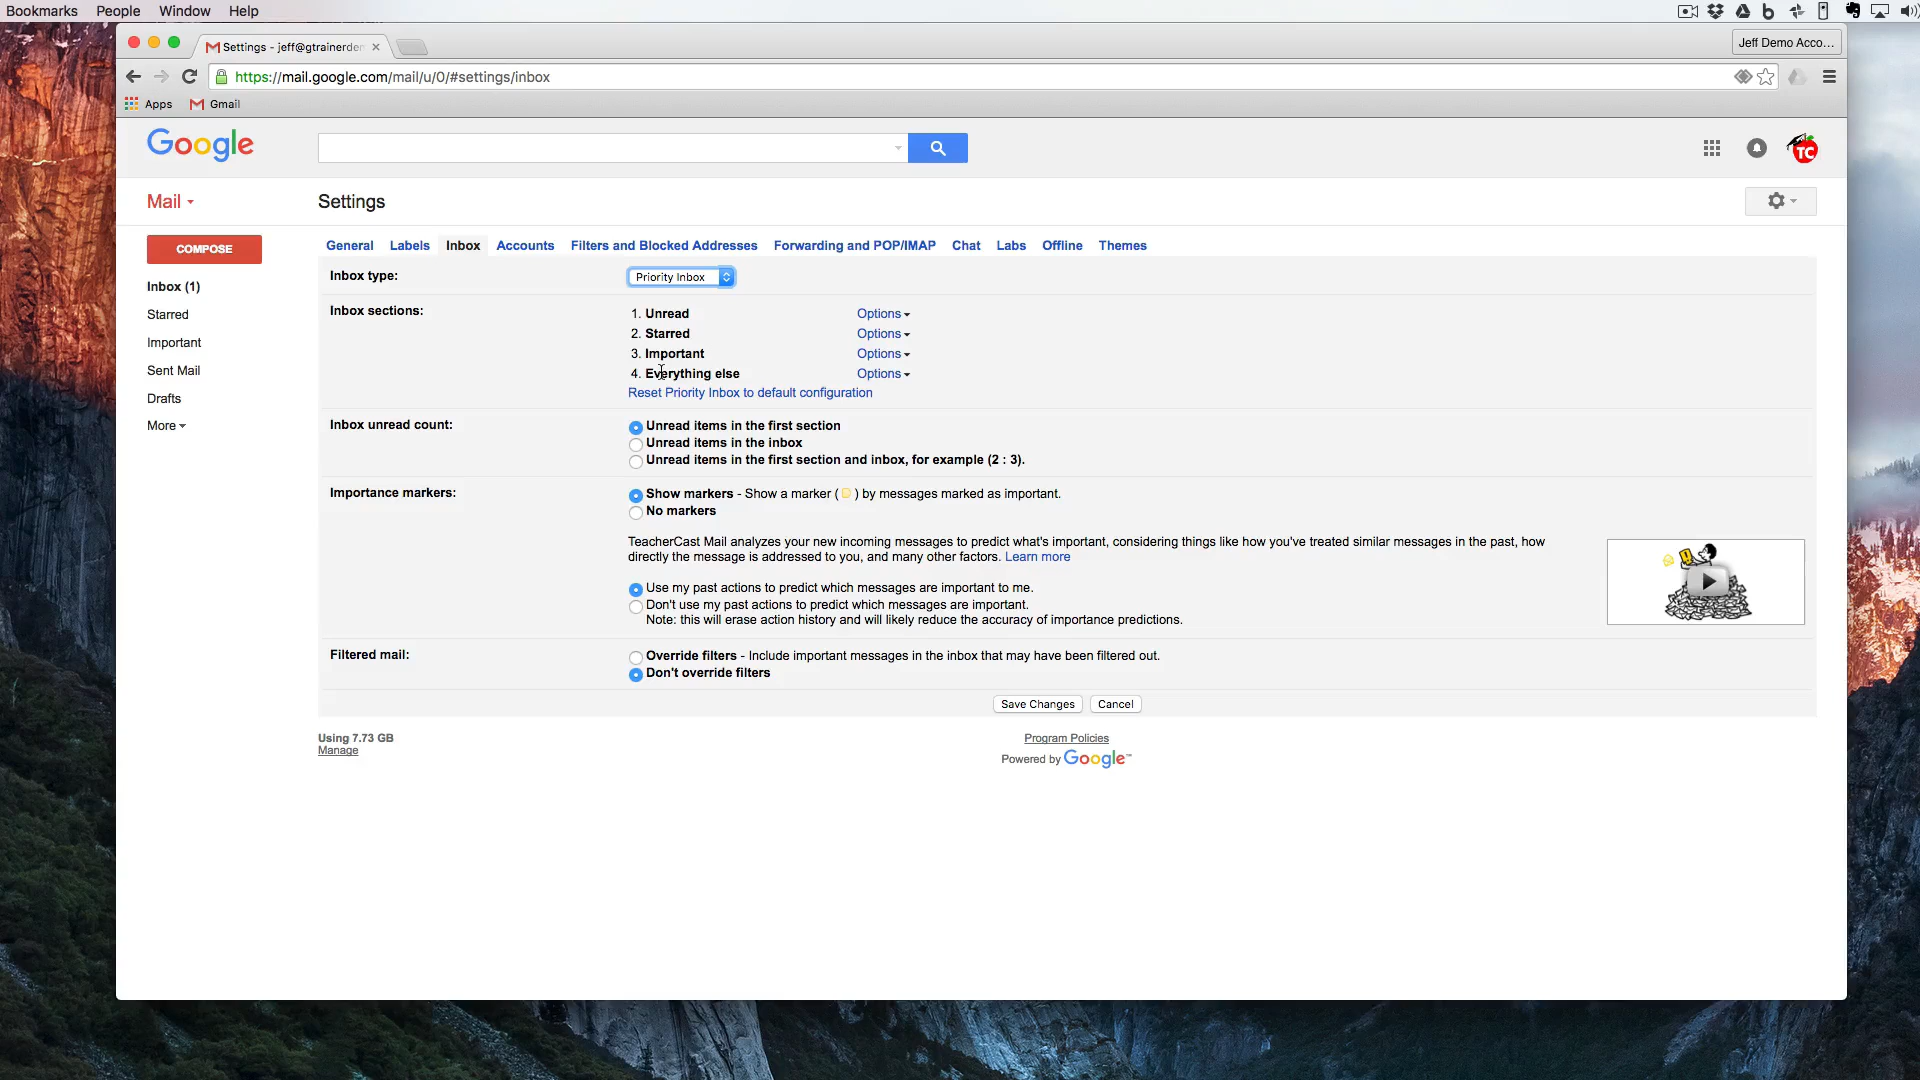 Bookmarks People Window Help
Settings - jeff@gtrainerder
Jeff Demo Acco...
https://mail.google.com/mail/u/0/#settings/inbox
Apps Gmail
Google
TC
Mail
Settings
COMPOSE
General Labels Inbox Accounts Filters and Blocked Addresses Forwarding and POP/IMAP Chat Labs Offline Themes
Inbox (1)
Starred
Important
Sent Mail
Drafts
More
Inbox type: Priority Inbox
Inbox sections:
1. Unread Options
2. Starred Options
3. Important Options
4. Everything else Options
Reset Priority Inbox to default configuration
Inbox unread count: Unread items in the first section
Unread items in the inbox
Unread items in the first section and inbox, for example (2 : 3).
Importance markers: Show markers - Show a marker ( ) by messages marked as important.
No markers
TeacherCast Mail analyzes your new incoming messages to predict what's important, considering things like how you've treated similar messages in the past, how
directly the message is addressed to you, and many other factors. Learn more
Use my past actions to predict which messages are important to me.
Don't use my past actions to predict which messages are important.
Note: this will erase action history and will likely reduce the accuracy of importance predictions.
Filtered mail: Override filters - Include important messages in the inbox that may have been filtered out.
Don't override filters
Save Changes Cancel
Using 7.73 GB
Manage
Program Policies
Powered by Google™